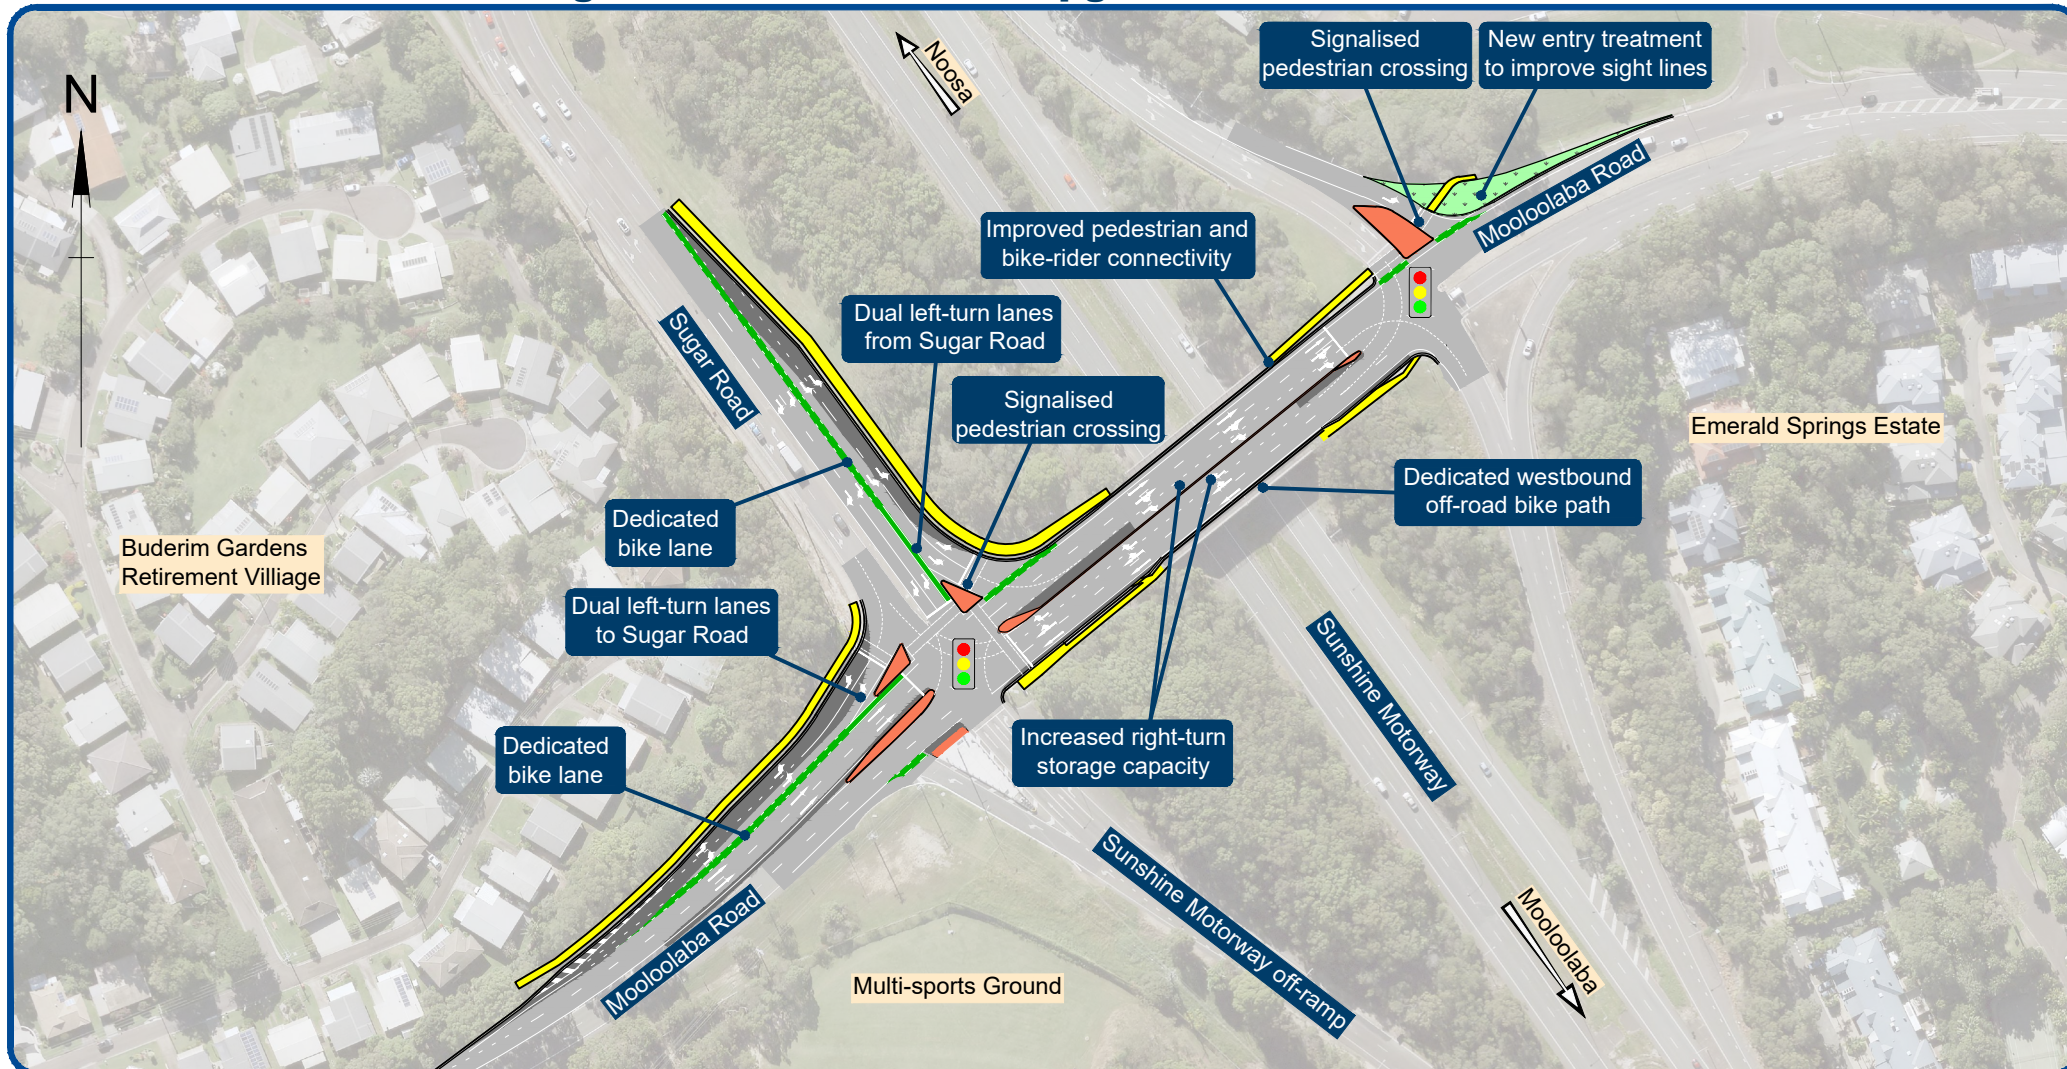 N
Noosa
Signalised
pedestrian crossing
New entry treatment
to improve sight lines
Mooloolaba Road
Improved pedestrian and
bike-rider connectivity
Dual left-turn lanes
from Sugar Road
Sugar Road
Signalised
pedestrian crossing
Emerald Springs Estate
Dedicated westbound
off-road bike path
Dedicated
bike lane
Buderim Gardens
Retirement Villiage
Dual left-turn lanes
to Sugar Road
Sunshine Motorway
Dedicated
bike lane
Increased right-turn
storage capacity
Mooloolaba Road
Sunshine Motorway off-ramp
Mooloolaba
Multi-sports Ground